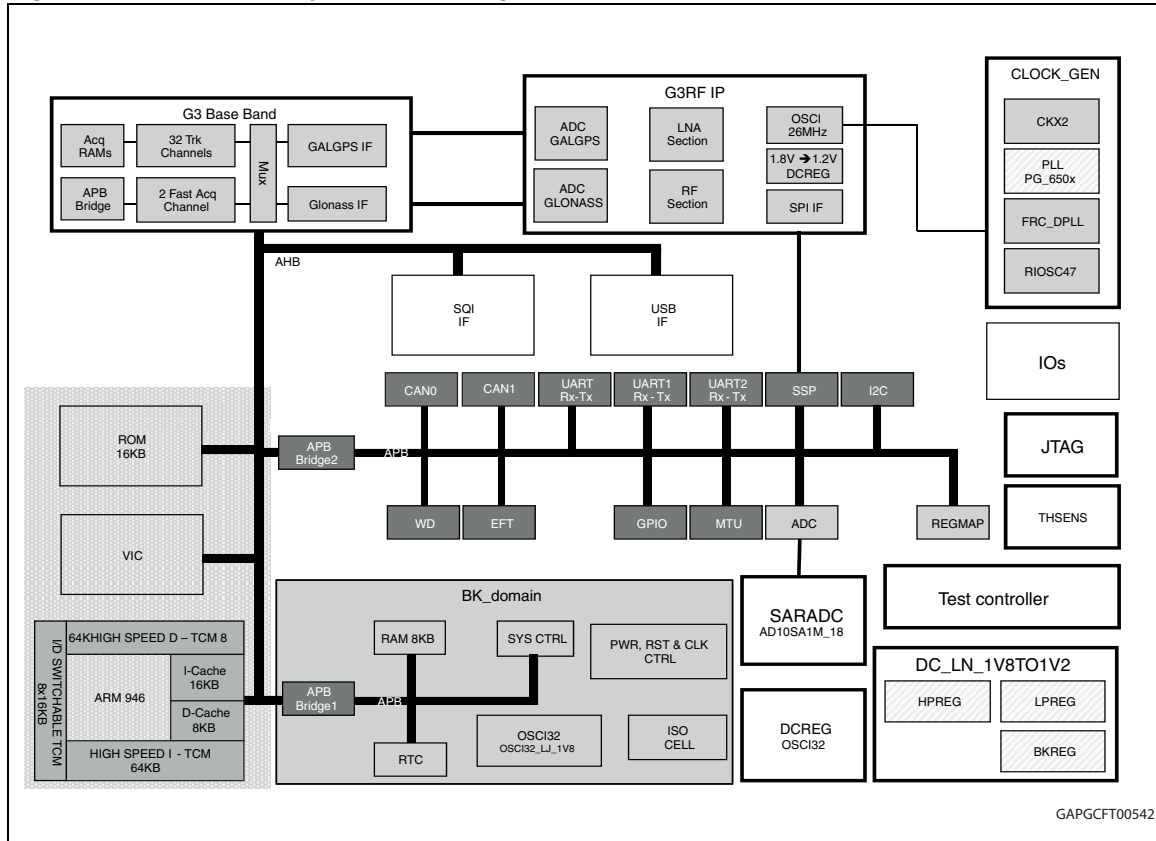 G3 Base Band
Acq
RAMs
32 Trk
Channels
Mux
GALGPS IF
APB
Bridge
2 Fast Acq
Channel
Glonass IF
G3RF IP
ADC
GALGPS
LNA
Section
OSCI
26MHz
1.8V ➔1.2V
DCREG
ADC
GLONASS
RF
Section
SPI IF
CLOCK_GEN
CKX2
PLL
PG_650x
FRC_DPLL
RIOSC47
AHB
SQI
IF
USB
IF
IOs
CAN0
CAN1
UART
Rx-Tx
UART1
Rx - Tx
UART2
Rx - Tx
SSP
I2C
ROM
16KB
APB
Bridge2
APB
JTAG
WD
EFT
GPIO
MTU
ADC
REGMAP
THSENS
VIC
BK_domain
RAM 8KB
SYS CTRL
PWR, RST & CLK
CTRL
SARADC
AD10SA1M_18
Test controller
I/D SWITCHABLE TCM
8x16KB
64KHIGH SPEED D – TCM 8
ARM 946
I-Cache
16KB
D-Cache
8KB
HIGH SPEED I - TCM
64KB
APB
Bridge1
APB
RTC
OSCI32
OSCI32_LJ_1V8
ISO
CELL
DCREG
OSCI32
DC_LN_1V8TO1V2
HPREG
LPREG
BKREG
GAPGCFT00542